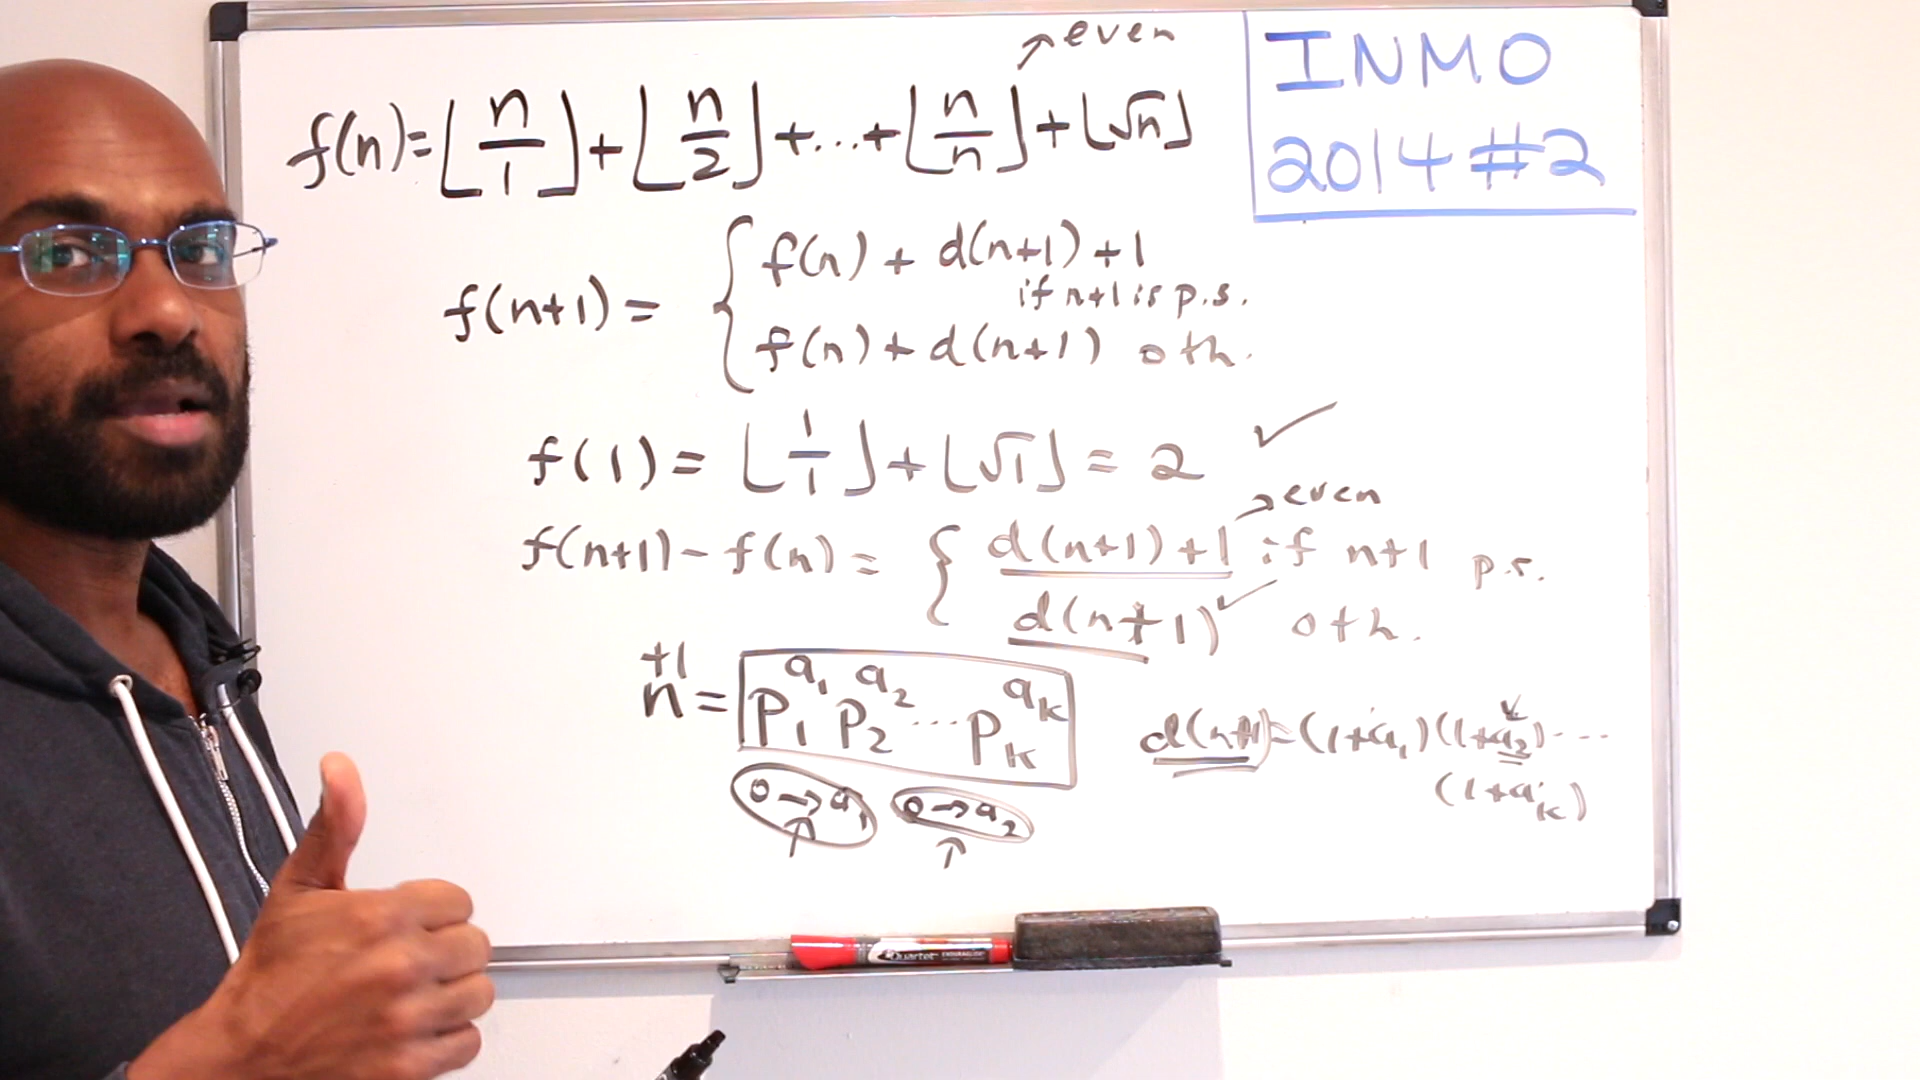 ↗ even
f(n)=⌊n/1⌋+⌊n/2⌋+...+⌊n/n⌋+⌊√n⌋
INMO
2014 #2
f(n+1)= { f(n)+d(n+1)+1
if n+1 is p.s.
f(n)+d(n+1) oth.
f(1)=⌊1/1⌋+⌊√1⌋=2 ✓
→ even
f(n+1)-f(n)= { d(n+1)+1 if n+1 p.s.
d(n+1) ✓ oth.
+1
n = p₁^a₁ p₂^a₂ ... pₖ^aₖ
d(n+1)=(1+a₁)(1+a₂)...
(1+aₖ)
0→a₁ 0→a₂
↑ ↑
Quartet